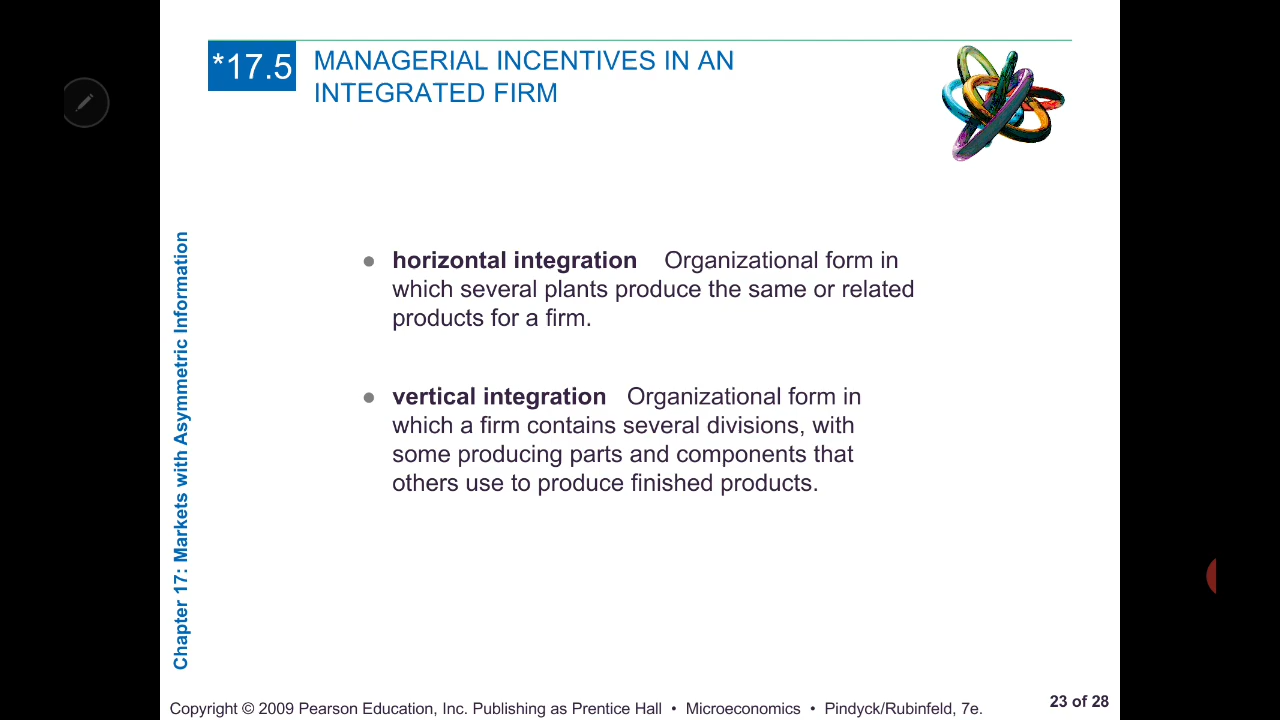 *17.5
MANAGERIAL INCENTIVES IN AN
INTEGRATED FIRM
Chapter 17: Markets with Asymmetric Information
● horizontal integration Organizational form in
which several plants produce the same or related
products for a firm.
● vertical integration Organizational form in
which a firm contains several divisions, with
some producing parts and components that
others use to produce finished products.
23 of 28
Copyright © 2009 Pearson Education, Inc. Publishing as Prentice Hall • Microeconomics • Pindyck/Rubinfeld, 7e.